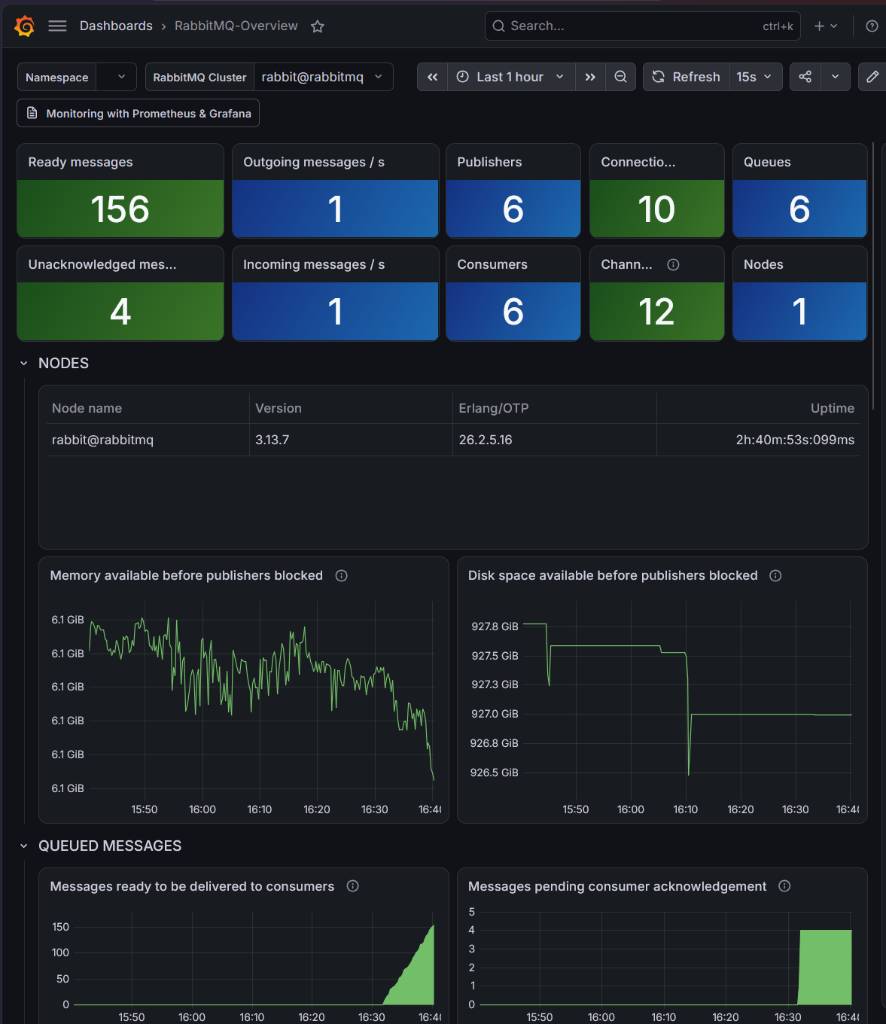 Dashboards › RabbitMQ-Overview Search... ctrl+k
Namespace RabbitMQ Cluster rabbit@rabbitmq Last 1 hour Refresh 15s
Monitoring with Prometheus & Grafana
Ready messages Outgoing messages / s Publishers Connectio... Queues
156 1 6 10 6
Unacknowledged mes... Incoming messages / s Consumers Chann... Nodes
4 1 6 12 1
NODES
Node name Version Erlang/OTP Uptime
rabbit@rabbitmq 3.13.7 26.2.5.16 2h:40m:53s:099ms
Memory available before publishers blocked
6.1 GiB
6.1 GiB
6.1 GiB
6.1 GiB
6.1 GiB
6.1 GiB
15:50 16:00 16:10 16:20 16:30 16:4
Disk space available before publishers blocked
927.8 GiB
927.5 GiB
927.3 GiB
927.0 GiB
926.8 GiB
926.5 GiB
15:50 16:00 16:10 16:20 16:30 16:4
QUEUED MESSAGES
Messages ready to be delivered to consumers
150
100
50
0
15:50 16:00 16:10 16:20 16:30 16:4
Messages pending consumer acknowledgement
5
4
3
2
1
0
15:50 16:00 16:10 16:20 16:30 16:4